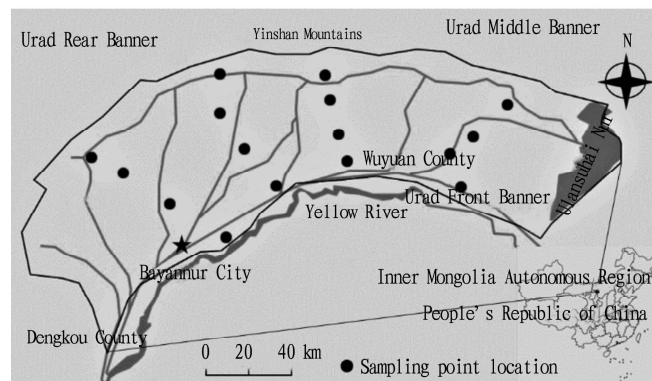 Urad Rear Banner
Yinshan Mountains
Urad Middle Banner
N
Ulansuhai Nur
Wuyuan County
Urad Front Banner
Yellow River
Bayannur City
Inner Mongolia Autonomous Region
People's Republic of China
Dengkou County
0 20 40 km
Sampling point location